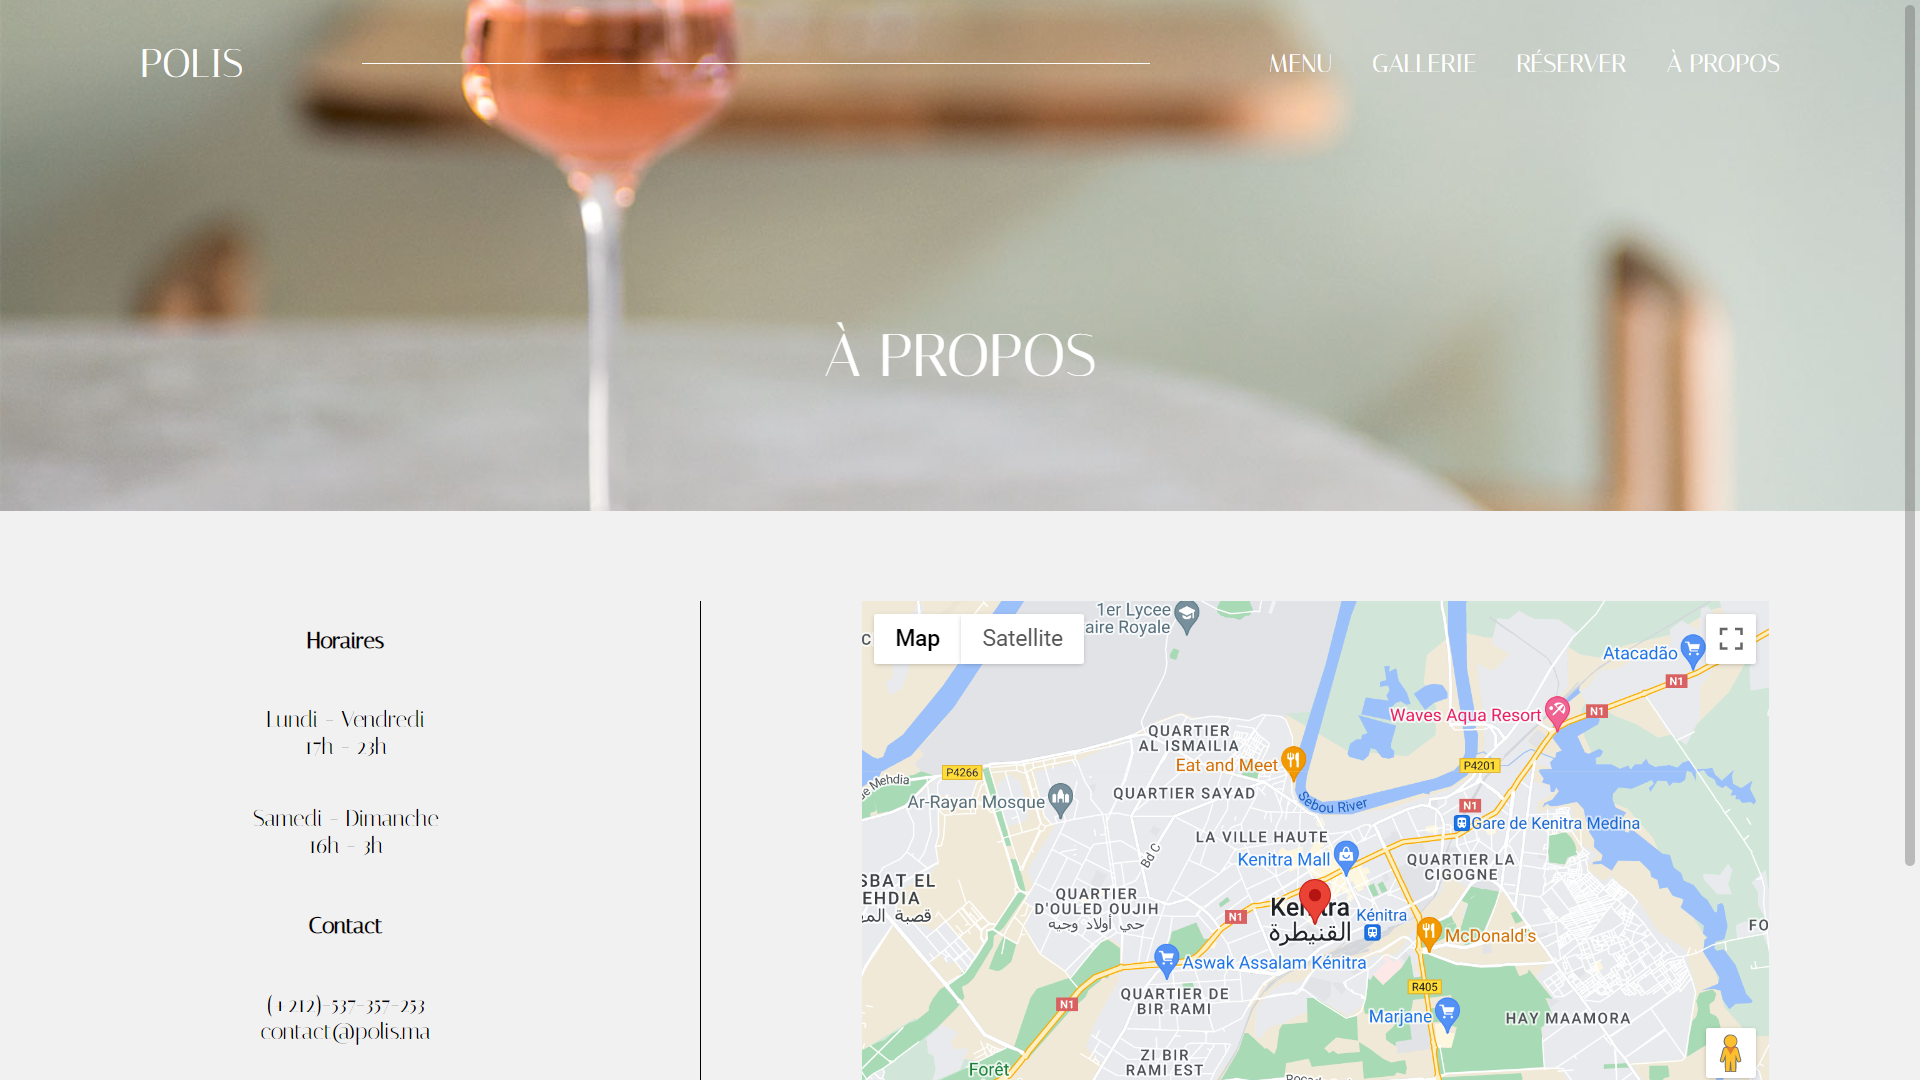 POLIS
MENU GALLERIE RÉSERVER À PROPOS
À PROPOS
Horaires
Lundi - Vendredi
17h - 23h
Samedi - Dimanche
16h - 3h
Contact
(+212)-537-357-253
contact@polis.ma
Map
Satellite
1er Lycee
aire Royale
Atacadão
N1
Waves Aqua Resort
N1
QUARTIER
AL ISMAILIA
Eat and Meet
P4266
P4201
de Mehdia
Ar-Rayan Mosque
QUARTIER SAYAD
Sebou River
N1
Gare de Kenitra Medina
LA VILLE HAUTE
Bd C
Kenitra Mall
QUARTIER LA
CIGOGNE
SBAT EL
EHDIA
QUARTIER
D'OULED OUJIH
حي أولاد وجيه
N1
Kénitra
القنيطرة
FO
McDonald's
Aswak Assalam Kénitra
R405
QUARTIER DE
BIR RAMI
N1
Marjane
HAY MAAMORA
ZI BIR
RAMI EST
Forêt